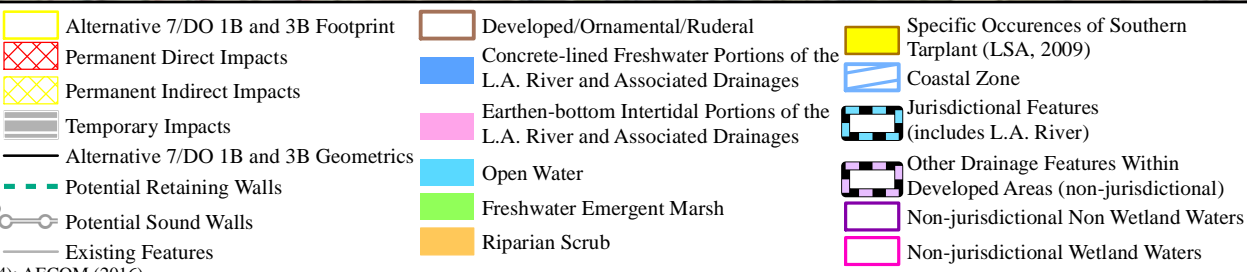 Alternative 7/DO 1B and 3B Footprint
Permanent Direct Impacts
Permanent Indirect Impacts
Temporary Impacts
Alternative 7/DO 1B and 3B Geometrics
Potential Retaining Walls
Potential Sound Walls
Existing Features
Developed/Ornamental/Ruderal
Concrete-lined Freshwater Portions of the
L.A. River and Associated Drainages
Earthen-bottom Intertidal Portions of the
L.A. River and Associated Drainages
Open Water
Freshwater Emergent Marsh
Riparian Scrub
Specific Occurences of Southern
Tarplant (LSA, 2009)
Coastal Zone
Jurisdictional Features
(includes L.A. River)
Other Drainage Features Within
Developed Areas (non-jurisdictional)
Non-jurisdictional Non Wetland Waters
Non-jurisdictional Wetland Waters
4); AECOM (2016)